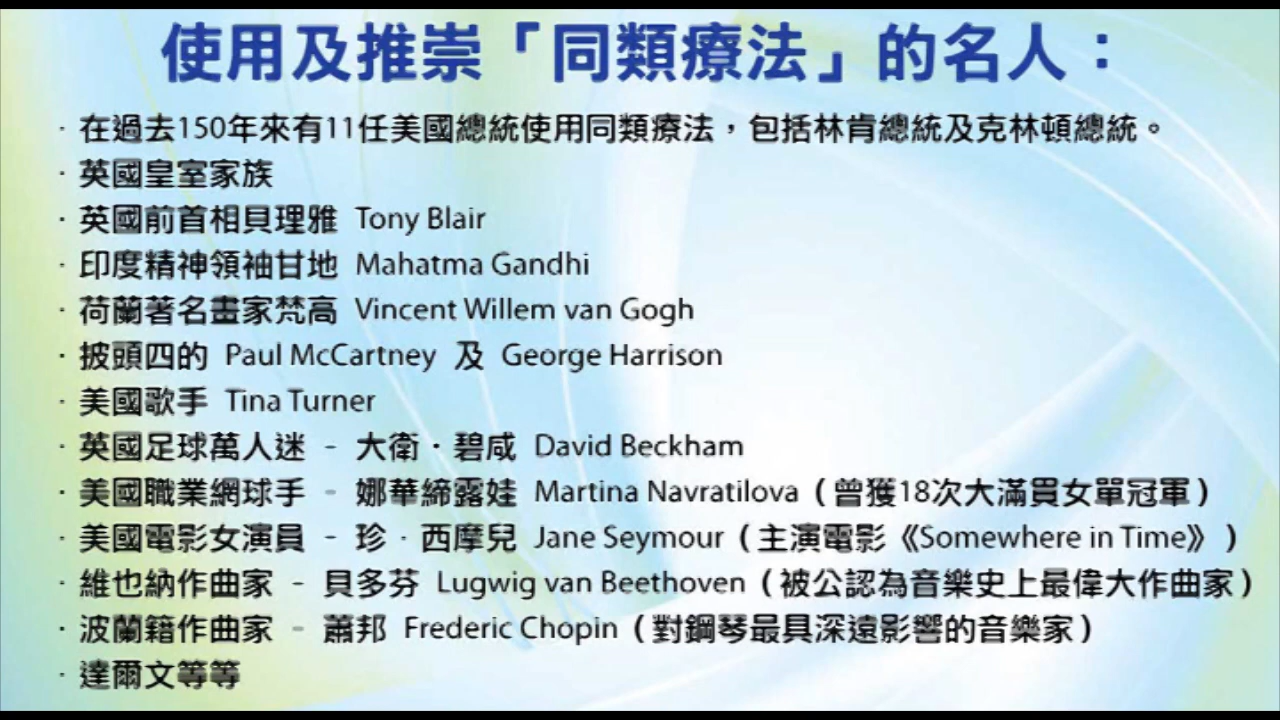 使用及推崇「同類療法」的名人：
· 在過去150年來有11任美國總統使用同類療法，包括林肯總統及克林頓總統。
· 英國皇室家族
· 英國前首相貝理雅 Tony Blair
· 印度精神領袖甘地 Mahatma Gandhi
· 荷蘭著名畫家梵高 Vincent Willem van Gogh
· 披頭四的 Paul McCartney 及 George Harrison
· 美國歌手 Tina Turner
· 英國足球萬人迷 - 大衛·碧咸 David Beckham
· 美國職業網球手 - 娜華締露娃 Martina Navratilova（曾獲18次大滿貫女單冠軍）
· 美國電影女演員 - 珍·西摩兒 Jane Seymour（主演電影《Somewhere in Time》）
· 維也納作曲家 - 貝多芬 Lugwig van Beethoven（被公認為音樂史上最偉大作曲家）
· 波蘭籍作曲家 - 蕭邦 Frederic Chopin（對鋼琴最具深遠影響的音樂家）
· 達爾文等等